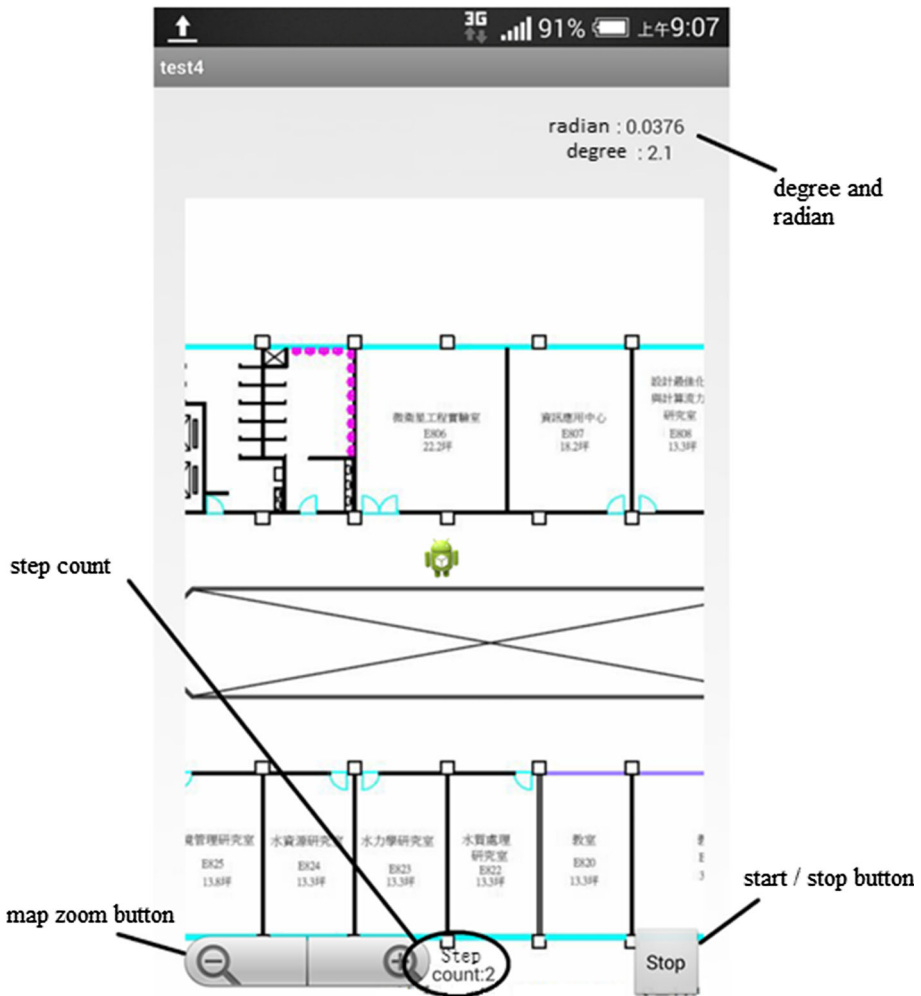 3G 91% 上午9:07
test4
radian : 0.0376
degree : 2.1
degree and
radian
設計最佳化
與計算流力
研究室
E808
13.3坪
微衛星工程實驗室
E806
22.2坪
資訊應用中心
E807
18.2坪
step count
管理研究室
E825
13.8坪
水資源研究室
E824
13.3坪
水力學研究室
E823
13.3坪
水質處理
研究室
E822
13.3坪
教室
E820
13.3坪
start / stop button
map zoom button
Step
count:2
Stop